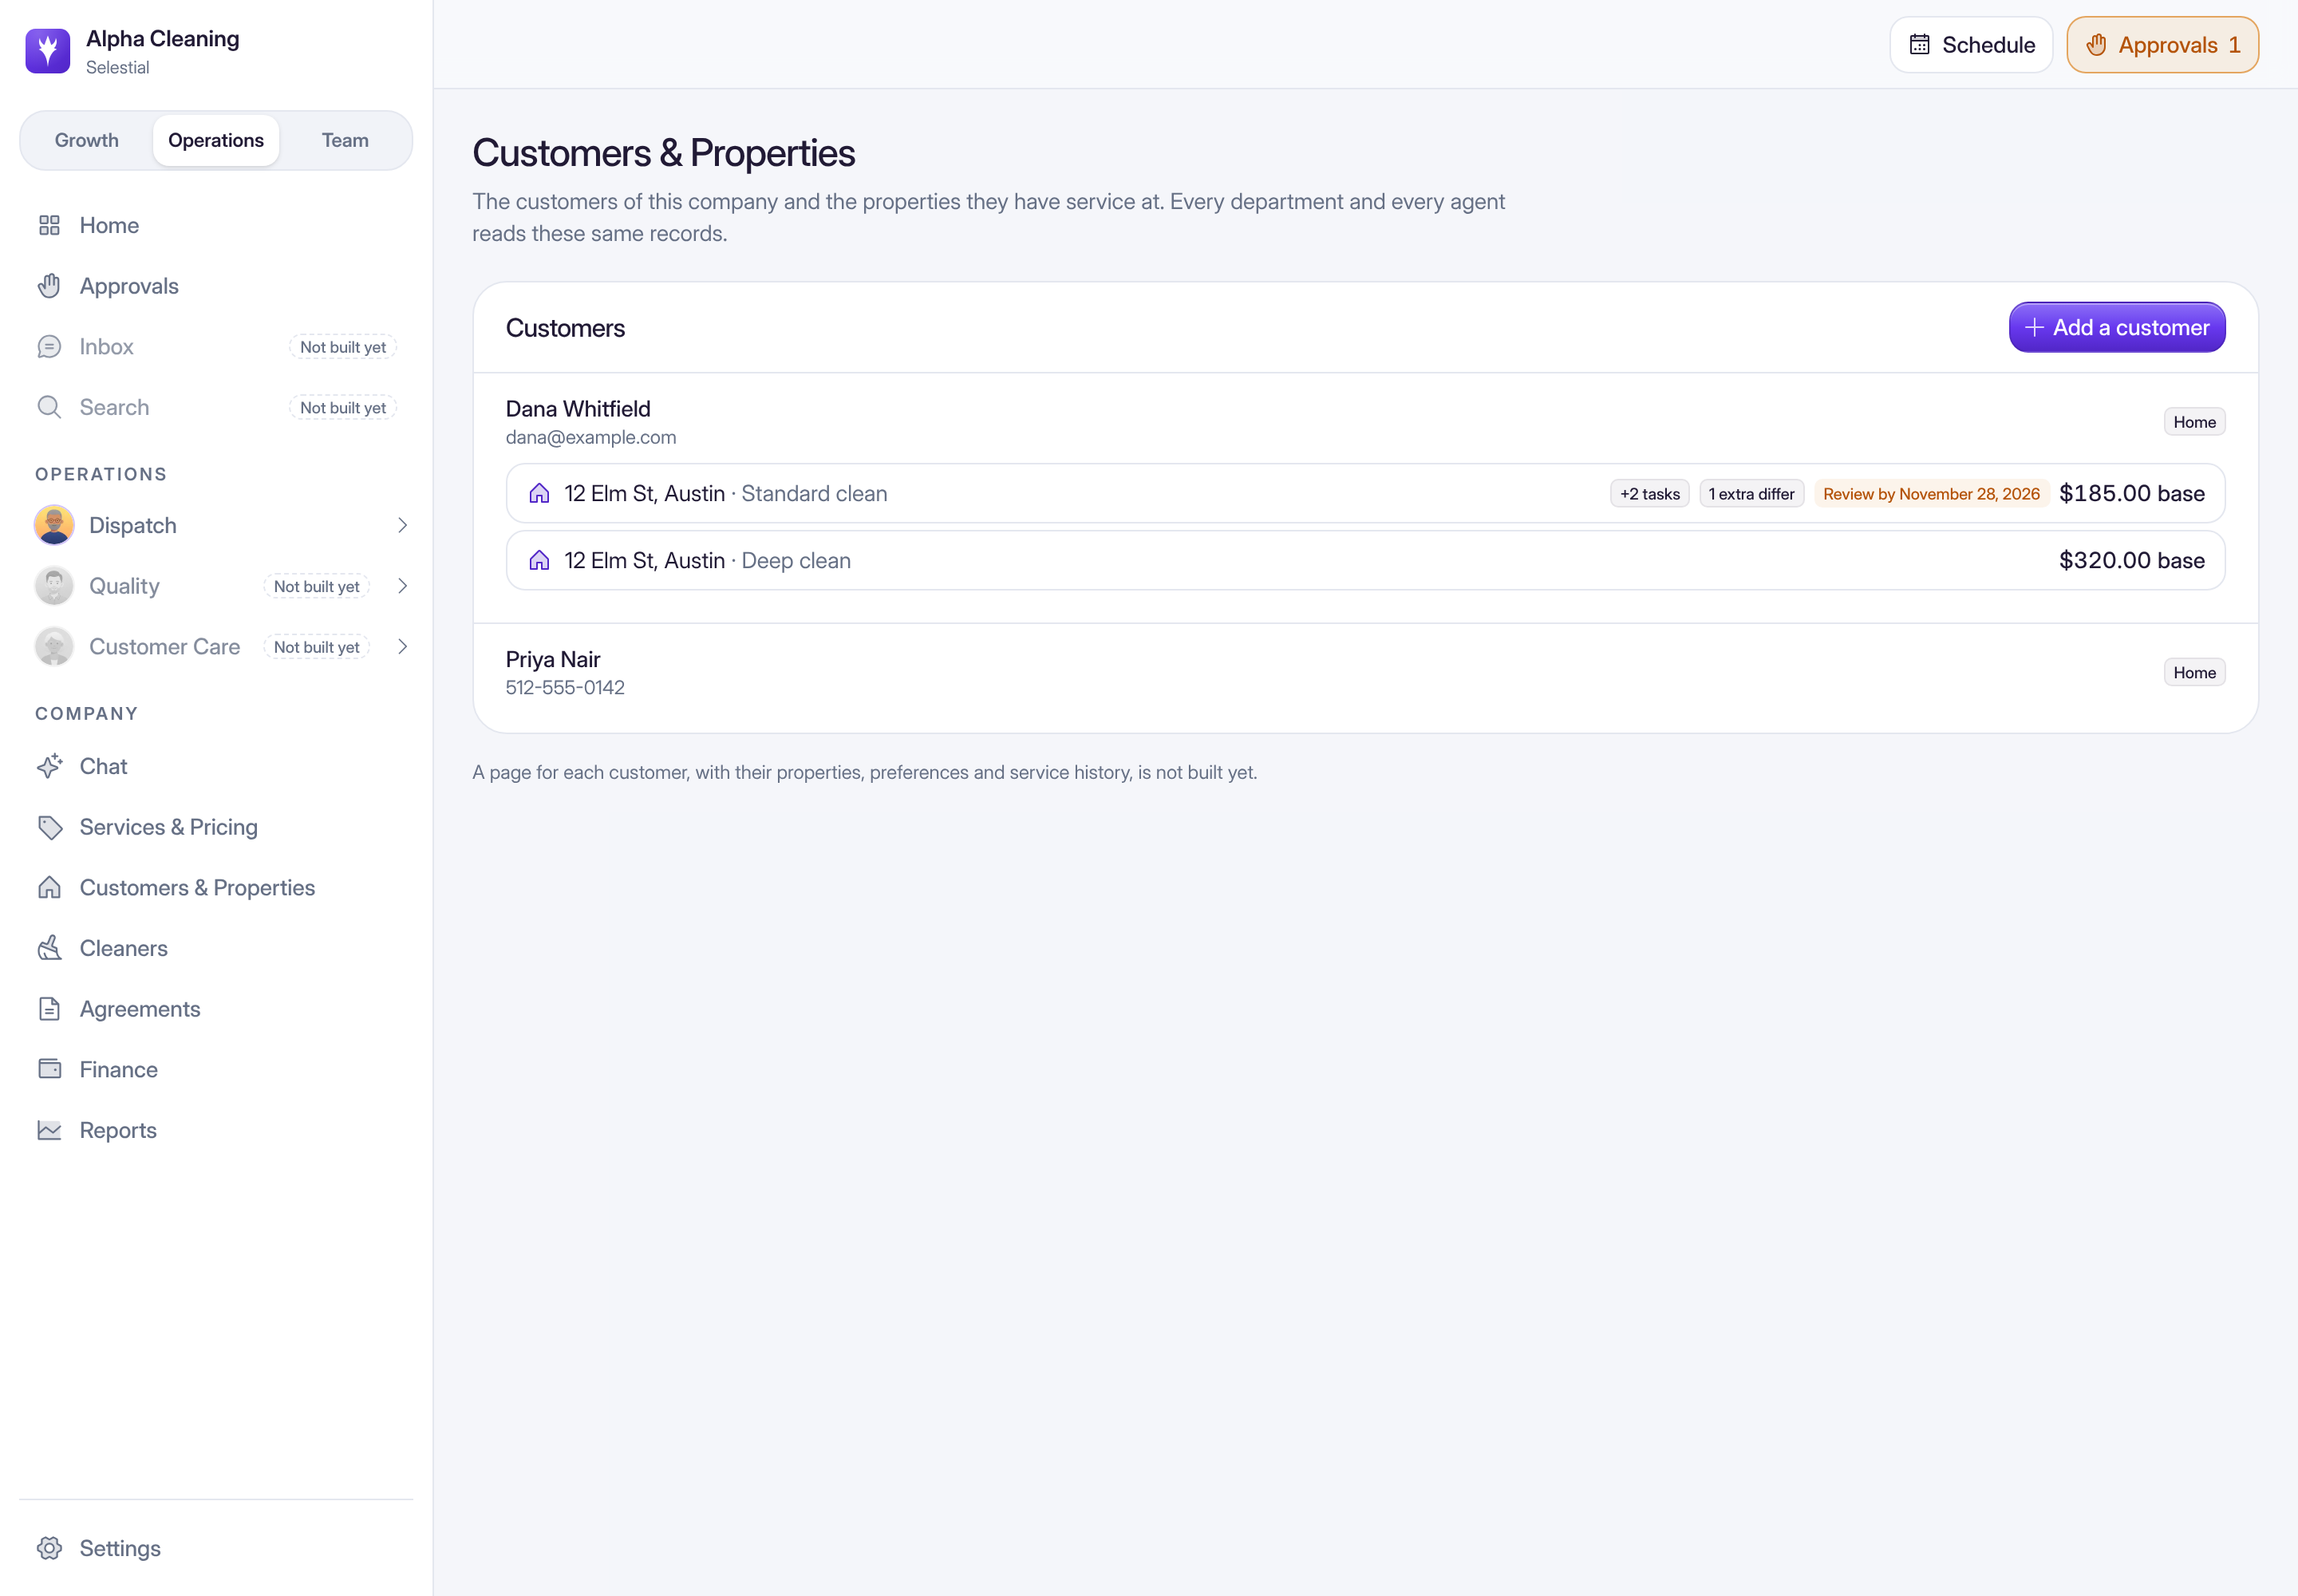 Alpha Cleaning
Selestial
Growth
Operations
Team
Home
Approvals
Inbox
Not built yet
Search
Not built yet
OPERATIONS
Dispatch
Quality
Not built yet
Customer Care
Not built yet
COMPANY
Chat
Services & Pricing
Customers & Properties
Cleaners
Agreements
Finance
Reports
Settings
Schedule
Approvals 1
Customers & Properties
The customers of this company and the properties they have service at. Every department and every agent
reads these same records.
Customers
Add a customer
Dana Whitfield
dana@example.com
Home
12 Elm St, Austin · Standard clean
+2 tasks
1 extra differ
Review by November 28, 2026
$185.00 base
12 Elm St, Austin · Deep clean
$320.00 base
Priya Nair
512-555-0142
Home
A page for each customer, with their properties, preferences and service history, is not built yet.